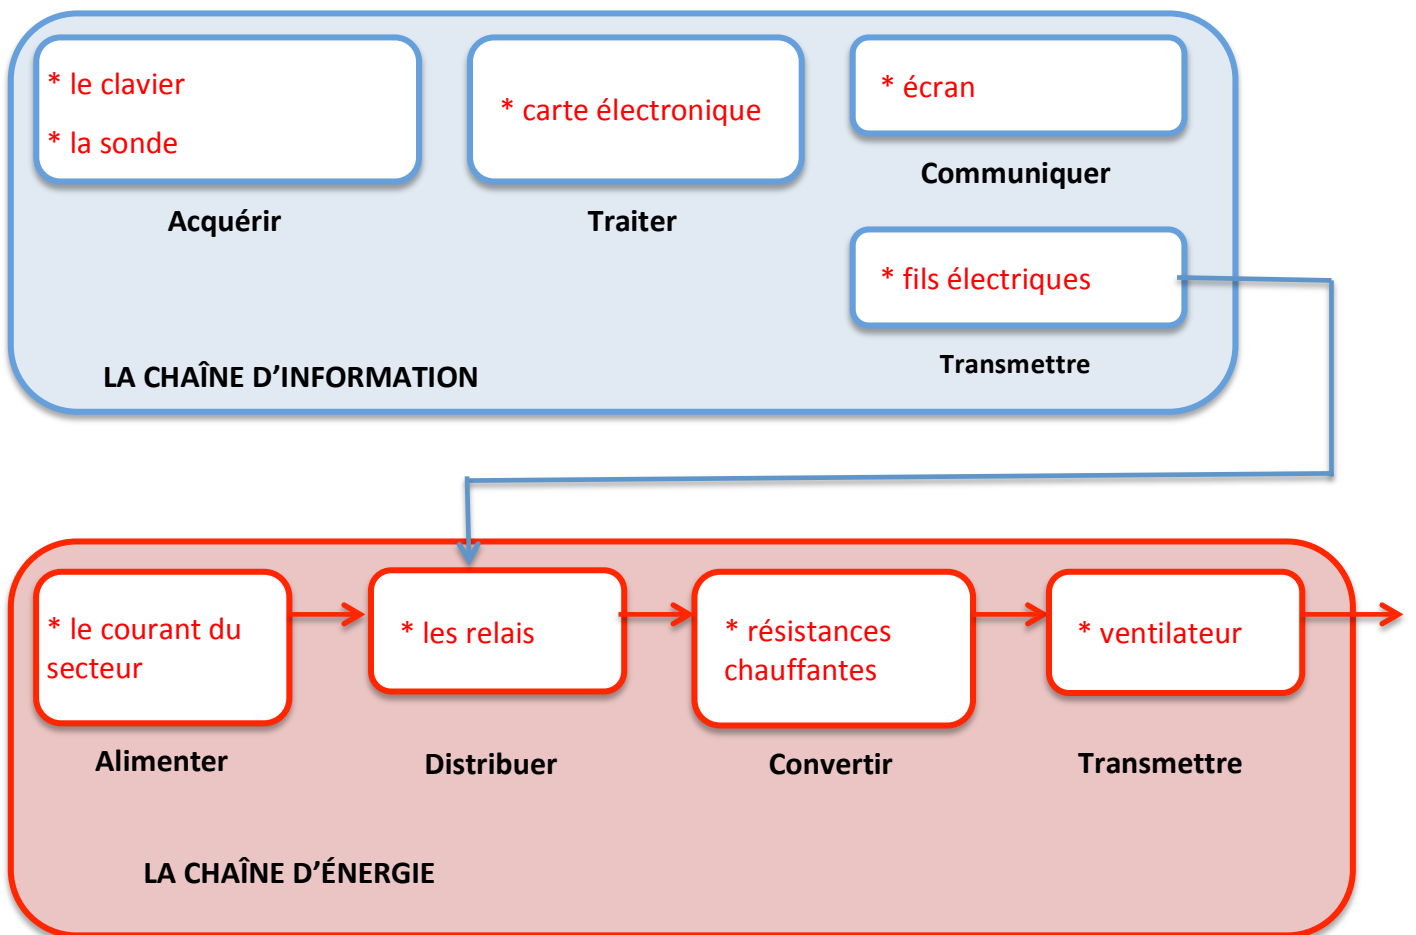 * le clavier
* la sonde
Acquérir
* carte électronique
Traiter
* écran
Communiquer
* fils électriques
Transmettre
LA CHAÎNE D’INFORMATION
* le courant du
secteur
Alimenter
* les relais
Distribuer
* résistances
chauffantes
Convertir
* ventilateur
Transmettre
LA CHAÎNE D’ÉNERGIE